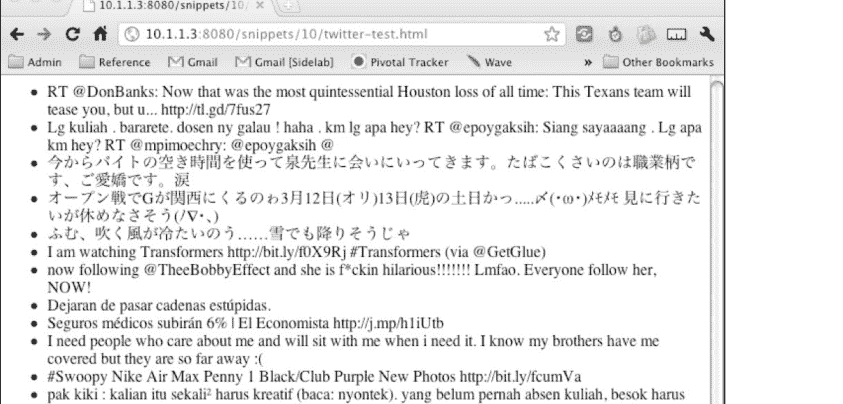 10.1.1.3:8080/snippets/10/
10.1.1.3:8080/snippets/10/twitter-test.html
Admin Reference Gmail Gmail [Sidelab] Pivotal Tracker Wave » Other Bookmarks
• RT @DonBanks: Now that was the most quintessential Houston loss of all time: This Texans team will
tease you, but u... http://tl.gd/7fus27
• Lg kuliah . bararete. dosen ny galau ! haha . km lg apa hey? RT @epoygaksih: Siang sayaaaang . Lg apa
km hey? RT @mpimoechry: @epoygaksih @
• 今からバイトの空き時間を使って泉先生に会いにいってきます。たばこくさいのは職業柄で
す、ご愛嬌です。涙
• オープン戦でGが関西にくるのゎ3月12日(オリ)13日(虎)の土日かっ.....〆(･ω･)ﾒﾓﾒﾓ 見に行きた
いが休めなさそう(/∇･､)
• ふむ、吹く風が冷たいのう……雪でも降りそうじゃ
• I am watching Transformers http://bit.ly/f0X9Rj #Transformers (via @GetGlue)
• now following @TheeBobbyEffect and she is f*ckin hilarious!!!!!!! Lmfao. Everyone follow her,
NOW!
• Dejaran de pasar cadenas estúpidas.
• Seguros médicos subirán 6% | El Economista http://j.mp/h1iUtb
• I need people who care about me and will sit with me when i need it. I know my brothers have me
covered but they are so far away :(
• #Swoopy Nike Air Max Penny 1 Black/Club Purple New Photos http://bit.ly/fcumVa
• pak kiki : kalian itu sekali² harus kreatif (baca: nyontek). yang belum pernah absen kuliah, besok harus